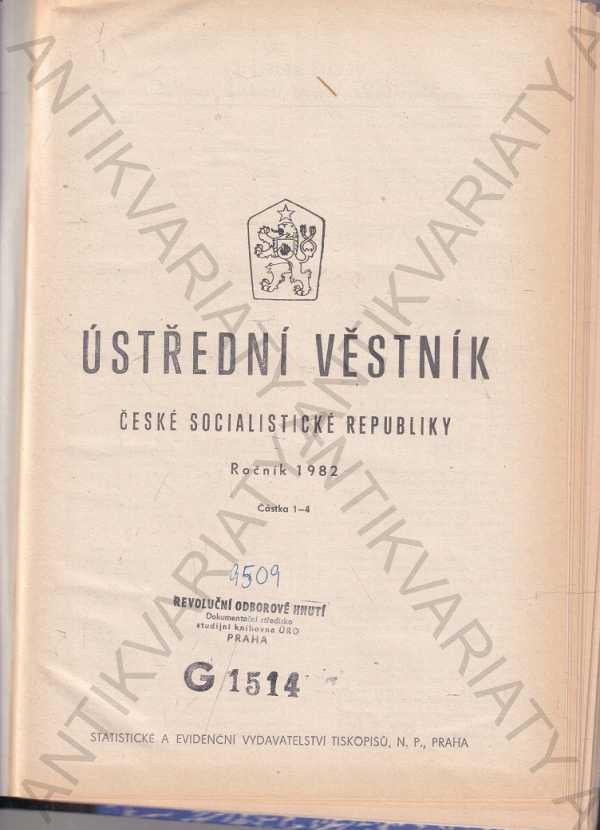 ÚSTŘEDNÍ VĚSTNÍK
ČESKÉ SOCIALISTICKÉ REPUBLIKY
Ročník 1982
Částka 1–4
9509
REVOLUČNÍ ODBOROVÉ HNUTÍ
Dokumentační středisko
studijní knihovna ÚRO
PRAHA
G 1514
STATISTICKÉ A EVIDENČNÍ VYDAVATELSTVÍ TISKOPISŮ, N. P., PRAHA
ANTIKVARIATY
ANTIKVARIATY
ANTIKVARIATY
ANTIKVARIATY